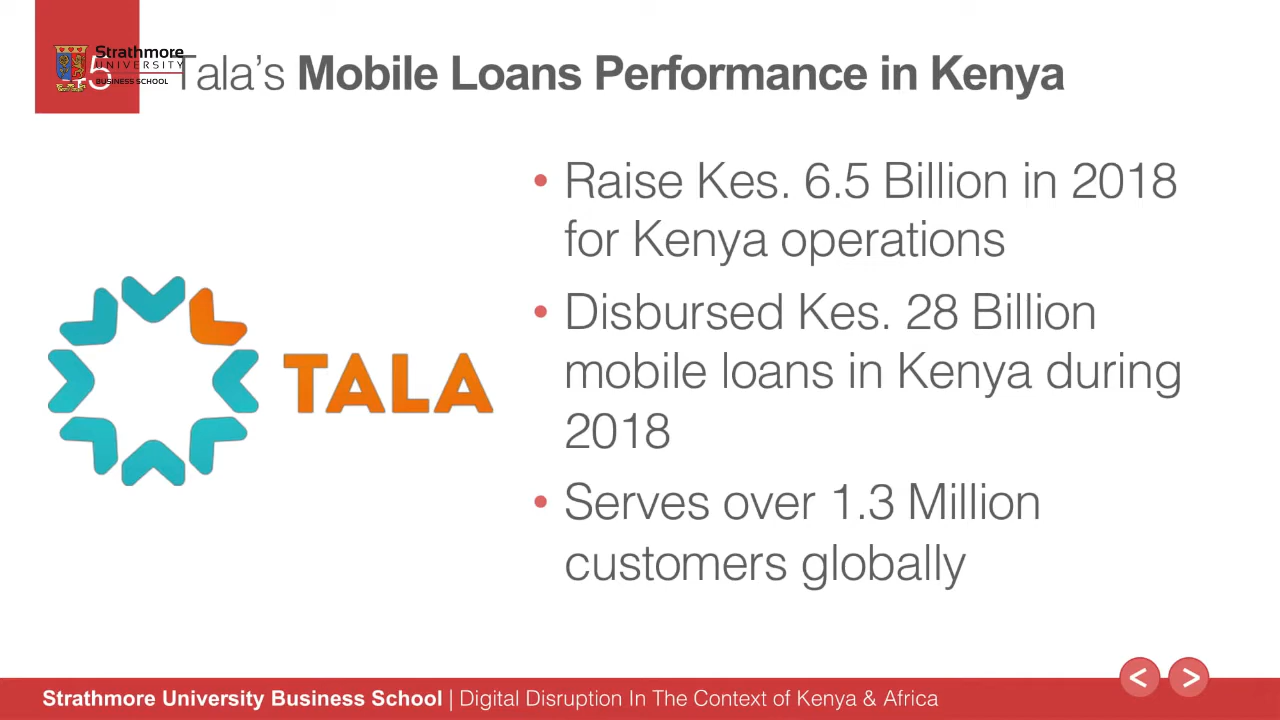 Strathmore
UNIVERSITY
BUSINESS SCHOOL
Tala's Mobile Loans Performance in Kenya
• Raise Kes. 6.5 Billion in 2018
for Kenya operations
• Disbursed Kes. 28 Billion
mobile loans in Kenya during
2018
• Serves over 1.3 Million
customers globally
TALA
Strathmore University Business School | Digital Disruption In The Context of Kenya & Africa